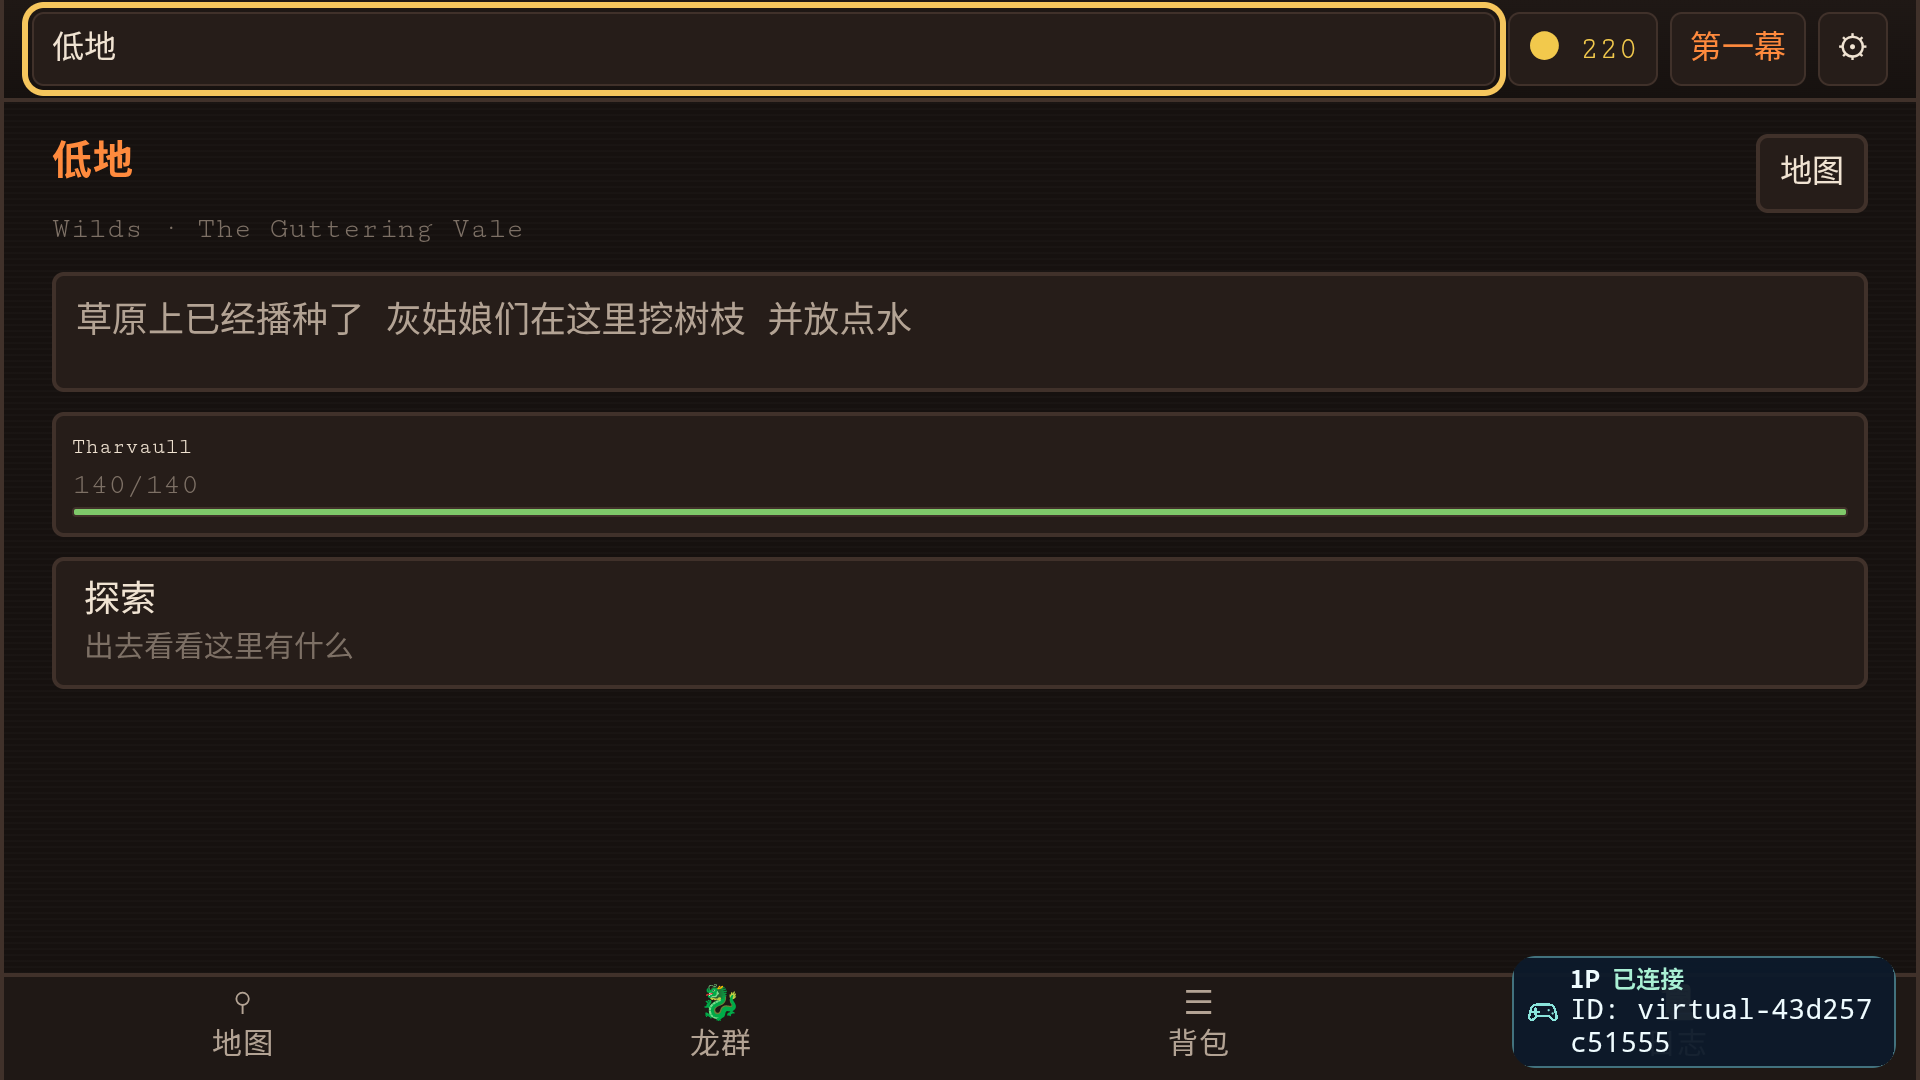 低地
220
第一幕
低地
地图
Wilds · The Guttering Vale
草原上已经播种了 灰姑娘们在这里挖树枝 并放点水
Tharvaull
140/140
探索
出去看看这里有什么
地图
龙群
背包
1P 已连接
ID: virtual-43d257
c51555